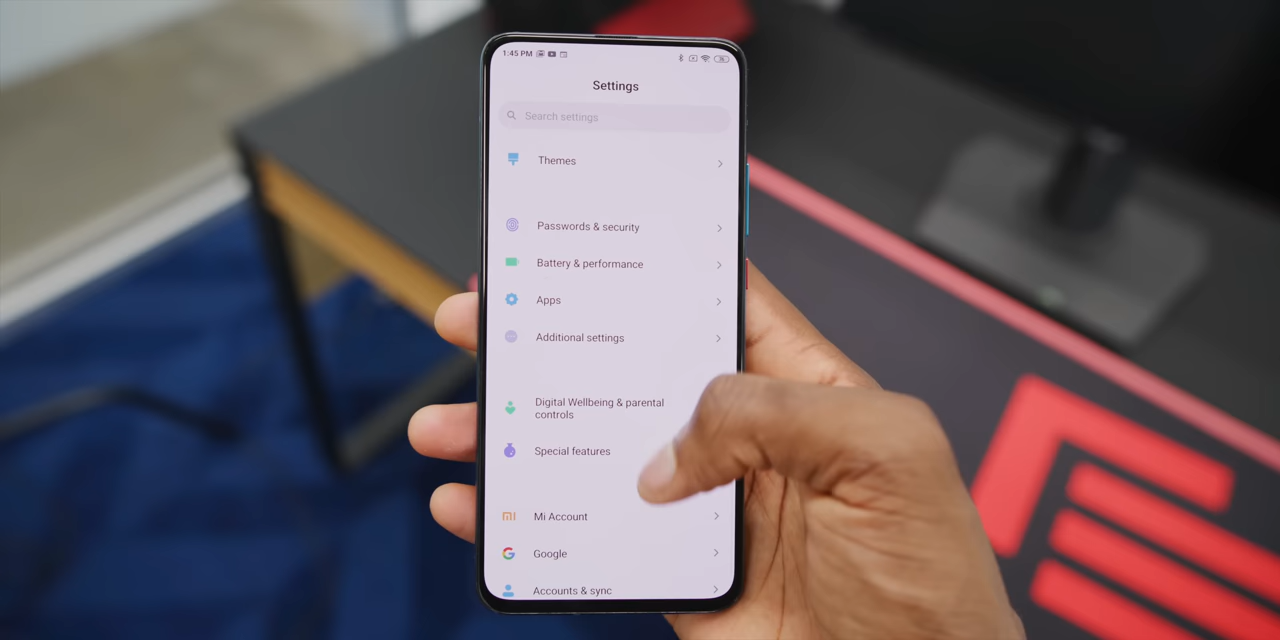 1:45 PM
Settings
Search settings
Themes
Passwords & security
Battery & performance
Apps
Additional settings
Digital Wellbeing & parental
controls
Special features
Mi Account
Google
Accounts & sync